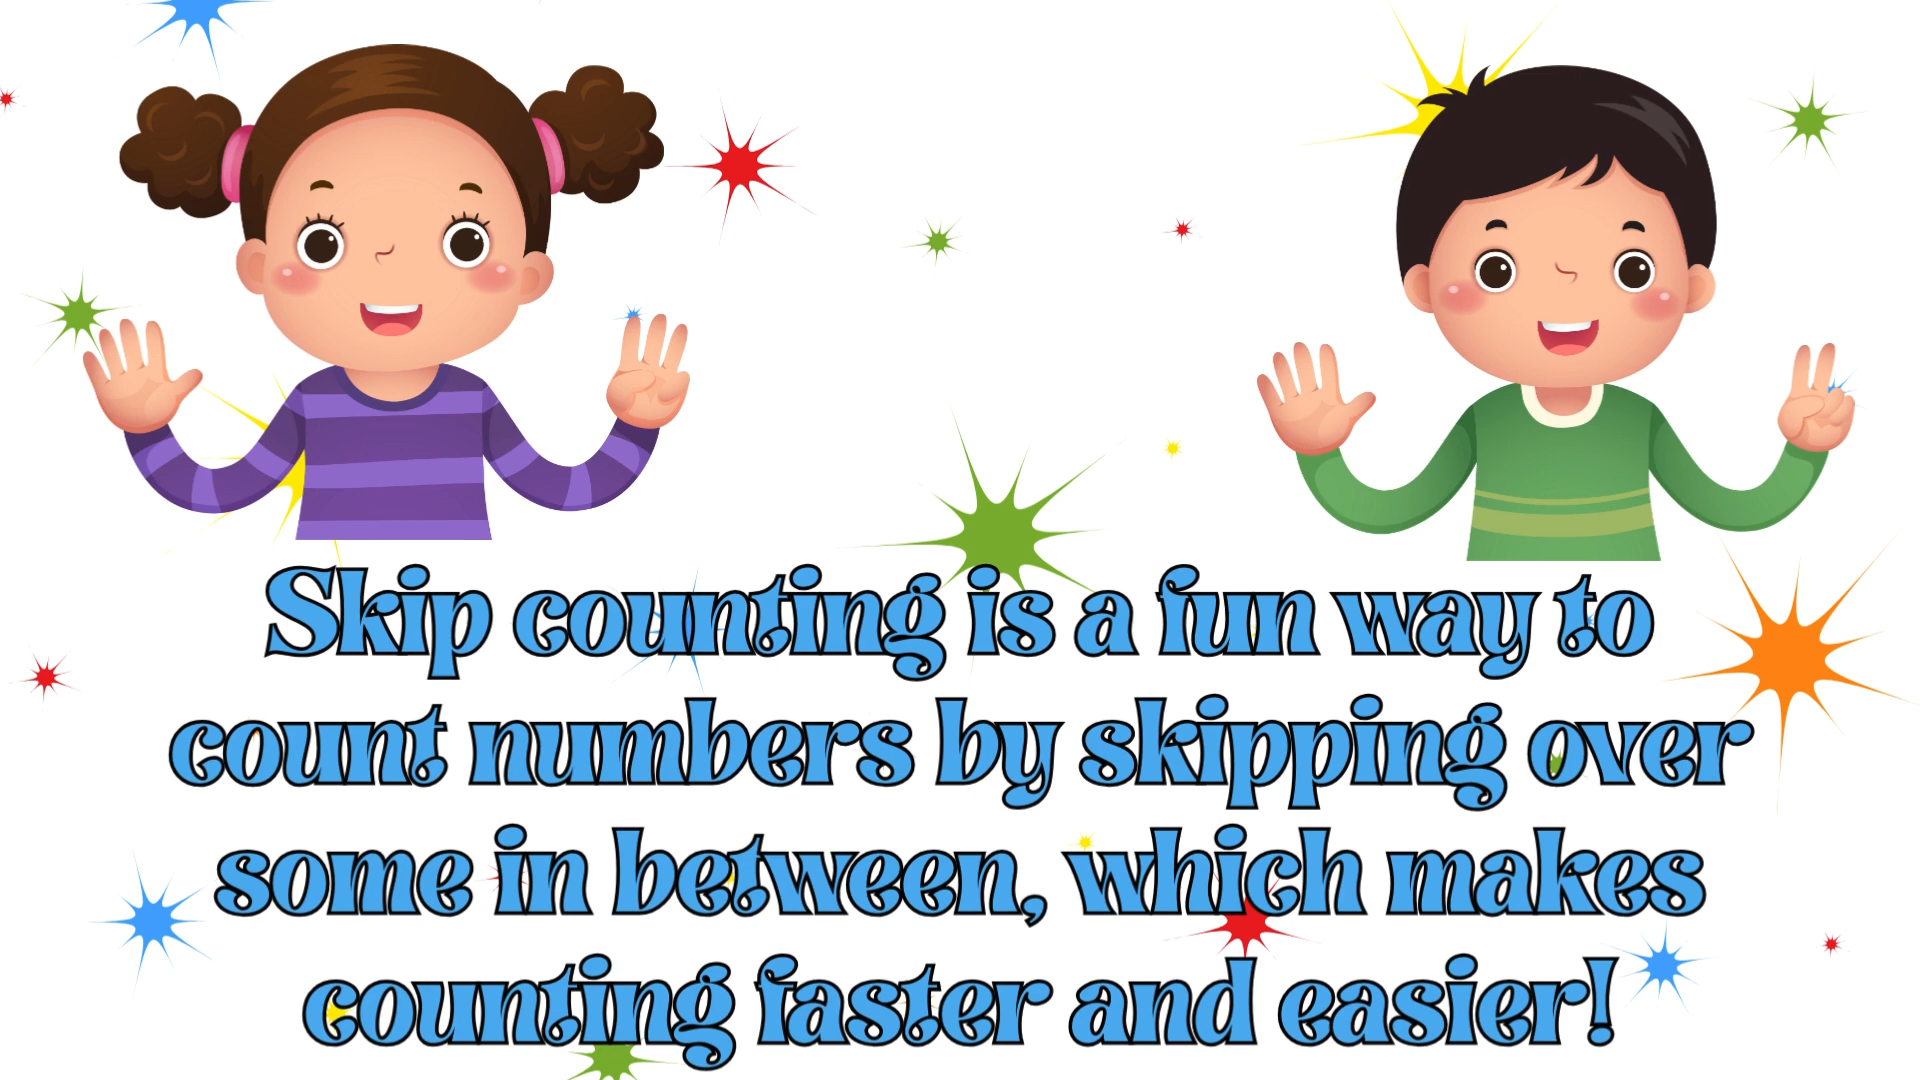 Skip counting is a fun way to
count numbers by skipping over
some in between, which makes
counting faster and easier!